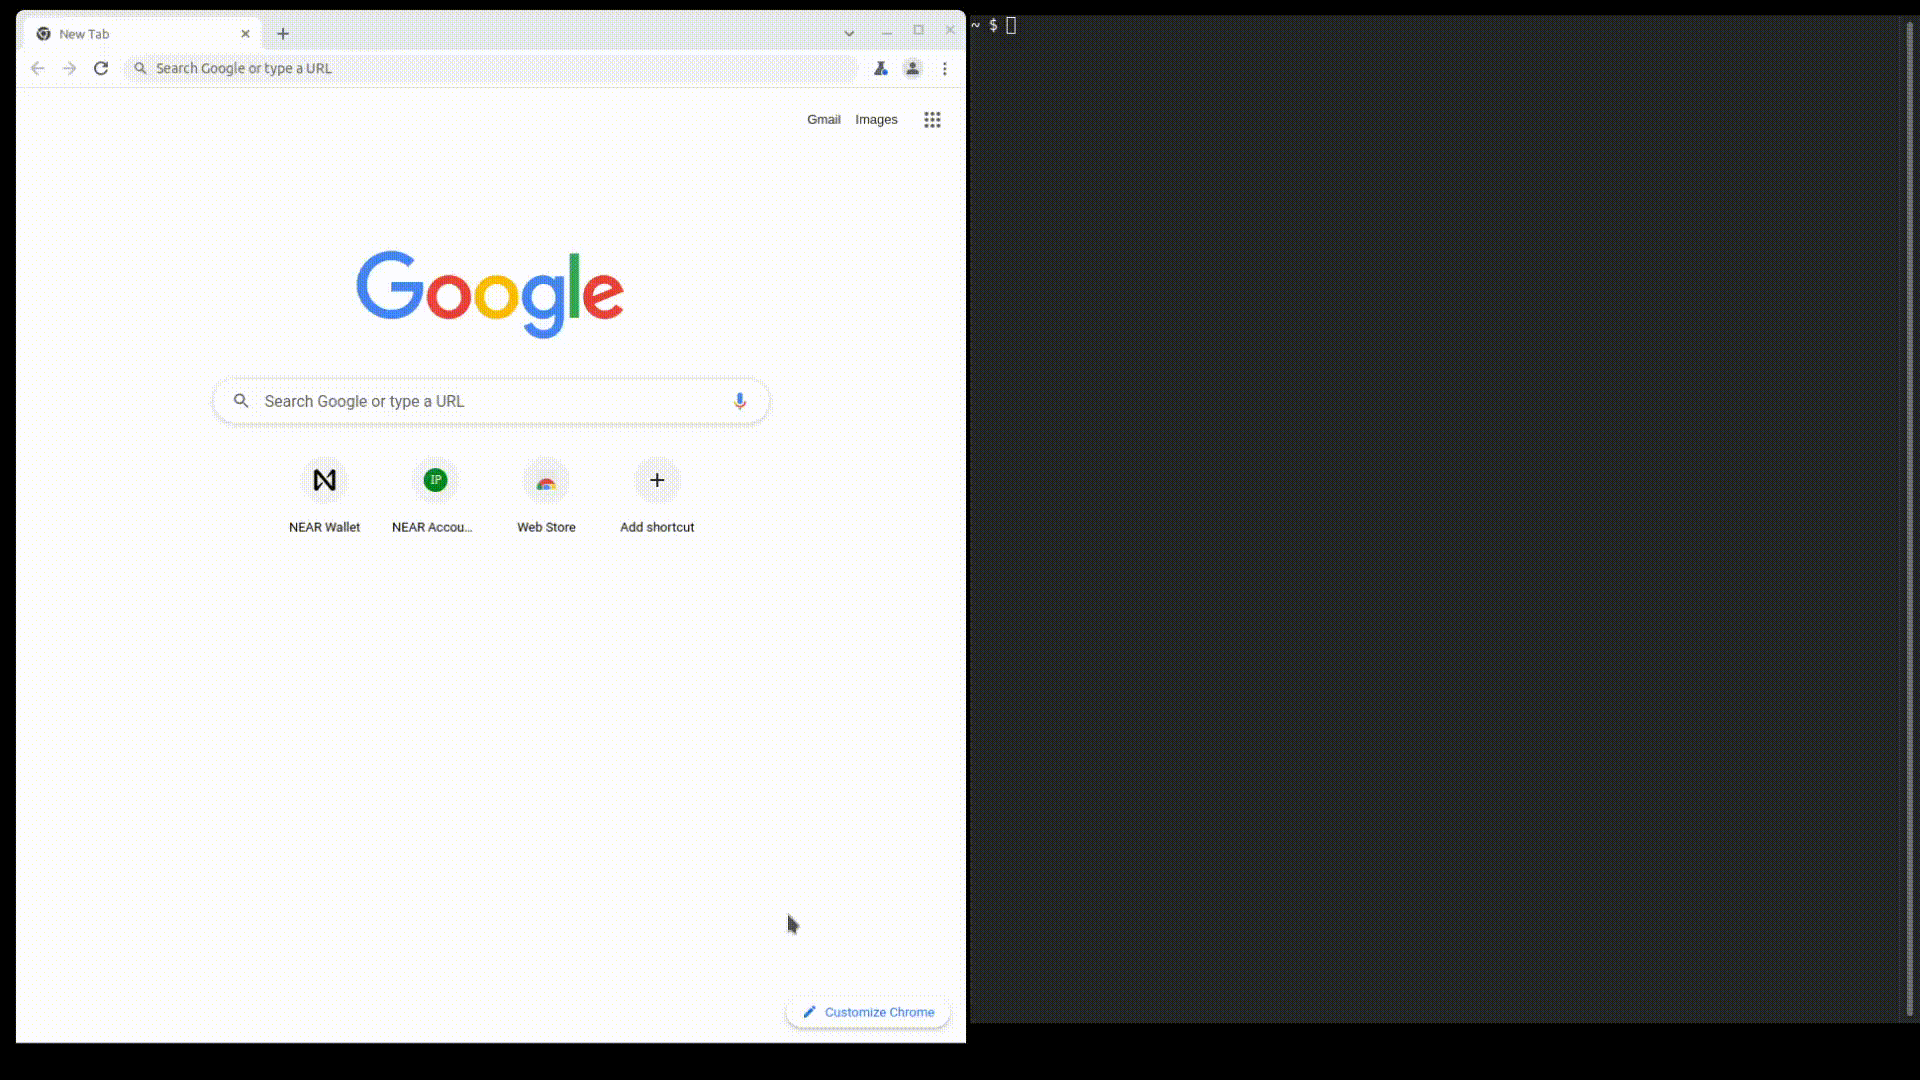 New Tab
Search Google or type a URL
Gmail Images
Google
Search Google or type a URL
IP
NEAR Wallet NEAR Accou... Web Store Add shortcut
Customize Chrome
~ $